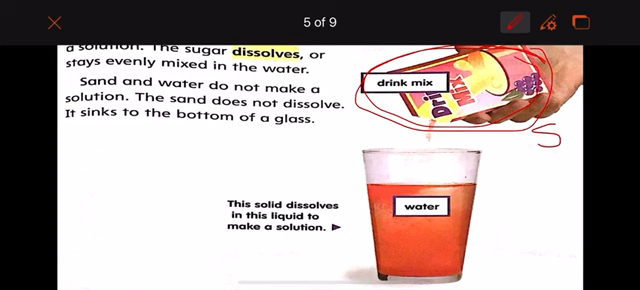 5 of 9
a solution. The sugar dissolves, or
stays evenly mixed in the water.
Sand and water do not make a
solution. The sand does not dissolve.
It sinks to the bottom of a glass.
drink mix
Drink
Mix
S
This solid dissolves
in this liquid to
make a solution.
water